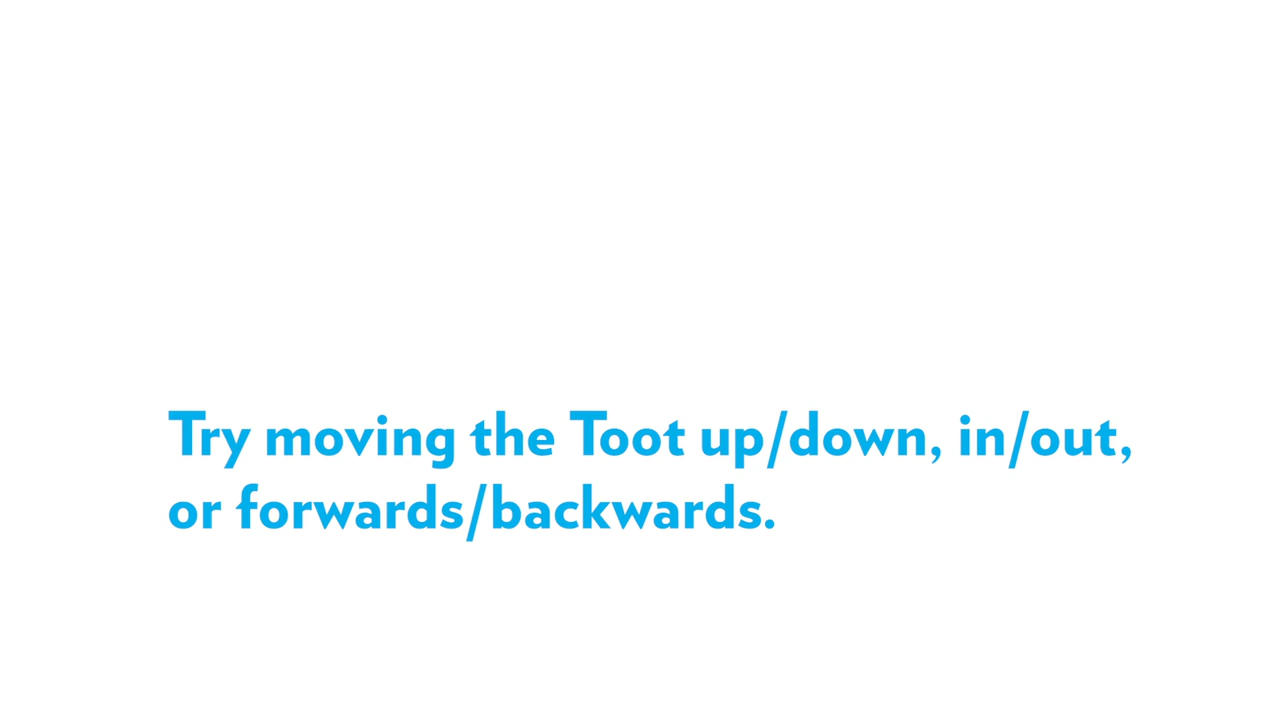 Try moving the Toot up/down, in/out,
or forwards/backwards.